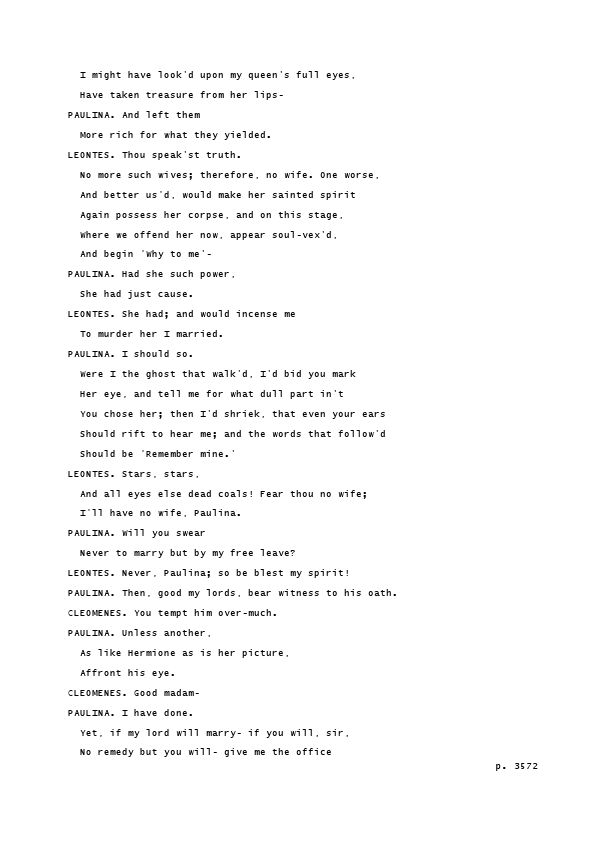 I might have look'd upon my queen's full eyes,
Have taken treasure from her lips-
PAULINA. And left them
More rich for what they yielded.
LEONTES. Thou speak'st truth.
No more such wives; therefore, no wife. One worse,
And better us'd, would make her sainted spirit
Again possess her corpse, and on this stage,
Where we offend her now, appear soul-vex'd,
And begin 'Why to me'-
PAULINA. Had she such power,
She had just cause.
LEONTES. She had; and would incense me
To murder her I married.
PAULINA. I should so.
Were I the ghost that walk'd, I'd bid you mark
Her eye, and tell me for what dull part in't
You chose her; then I'd shriek, that even your ears
Should rift to hear me; and the words that follow'd
Should be 'Remember mine.'
LEONTES. Stars, stars,
And all eyes else dead coals! Fear thou no wife;
I'll have no wife, Paulina.
PAULINA. Will you swear
Never to marry but by my free leave?
LEONTES. Never, Paulina; so be blest my spirit!
PAULINA. Then, good my lords, bear witness to his oath.
CLEOMENES. You tempt him over-much.
PAULINA. Unless another,
As like Hermione as is her picture,
Affront his eye.
CLEOMENES. Good madam-
PAULINA. I have done.
Yet, if my lord will marry- if you will, sir,
No remedy but you will- give me the office
p. 3572